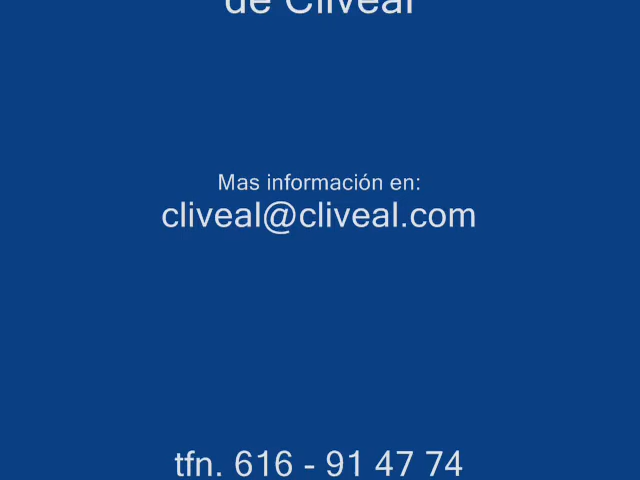 de Cliveal
Mas información en:
cliveal@cliveal.com
tfn. 616 - 91 47 74